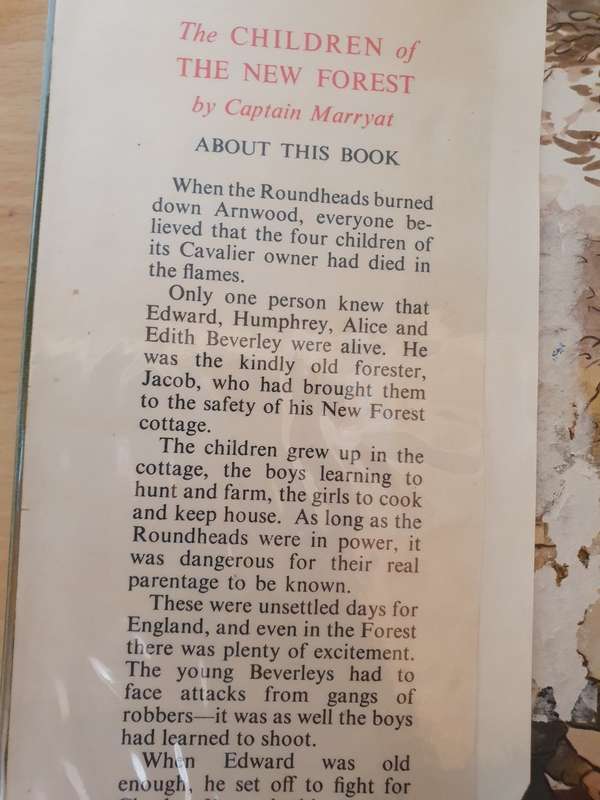 The CHILDREN of
THE NEW FOREST
by Captain Marryat
ABOUT THIS BOOK
When the Roundheads burned
down Arnwood, everyone be-
lieved that the four children of
its Cavalier owner had died in
the flames.
Only one person knew that
Edward, Humphrey, Alice and
Edith Beverley were alive. He
was the kindly old forester,
Jacob, who had brought them
to the safety of his New Forest
cottage.
The children grew up in the
cottage, the boys learning to
hunt and farm, the girls to cook
and keep house. As long as the
Roundheads were in power, it
was dangerous for their real
parentage to be known.
These were unsettled days for
England, and even in the Forest
there was plenty of excitement.
The young Beverleys had to
face attacks from gangs of
robbers—it was as well the boys
had learned to shoot.
When Edward was old
enough, he set off to fight for